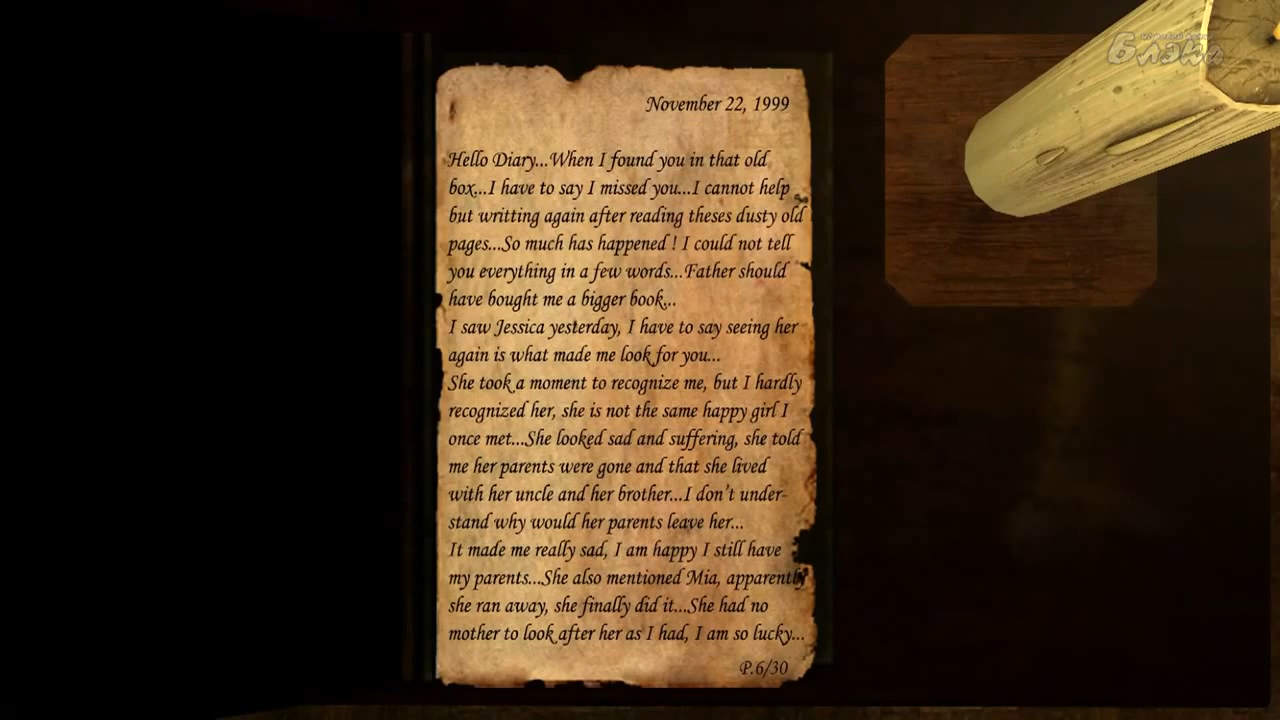 November 22, 1999
Hello Diary...When I found you in that old
box...I have to say I missed you...I cannot help
but writting again after reading theses dusty old
pages...So much has happened ! I could not tell
you everything in a few words...Father should
have bought me a bigger book...
I saw Jessica yesterday, I have to say seeing her
again is what made me look for you...
She took a moment to recognize me, but I hardly
recognized her, she is not the same happy girl I
once met...She looked sad and suffering, she told
me her parents were gone and that she lived
with her uncle and her brother...I don't under-
stand why would her parents leave her...
It made me really sad, I am happy I still have
my parents...She also mentioned Mia, apparently
she ran away, she finally did it...She had no
mother to look after her as I had, I am so lucky...
P.6/30